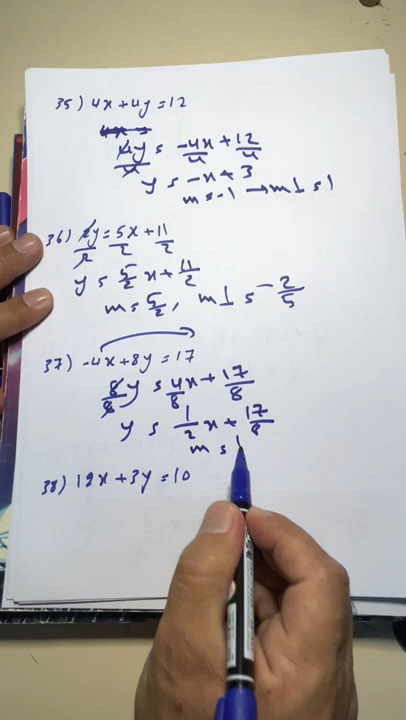 35) 4x+4y=12
4y = -4x+12
4 4 4
y = -x+3
m = -1 → m⊥ = 1
36) 2y=5x+11
2 2 2
y = 5/2 x + 11/2
m = 5/2, m⊥ = -2/5
37) -4x+8y=17
8y = 4x + 17
8 8 8
y = 1/2 x + 17/8
m = 1
38) 12x+3y=10